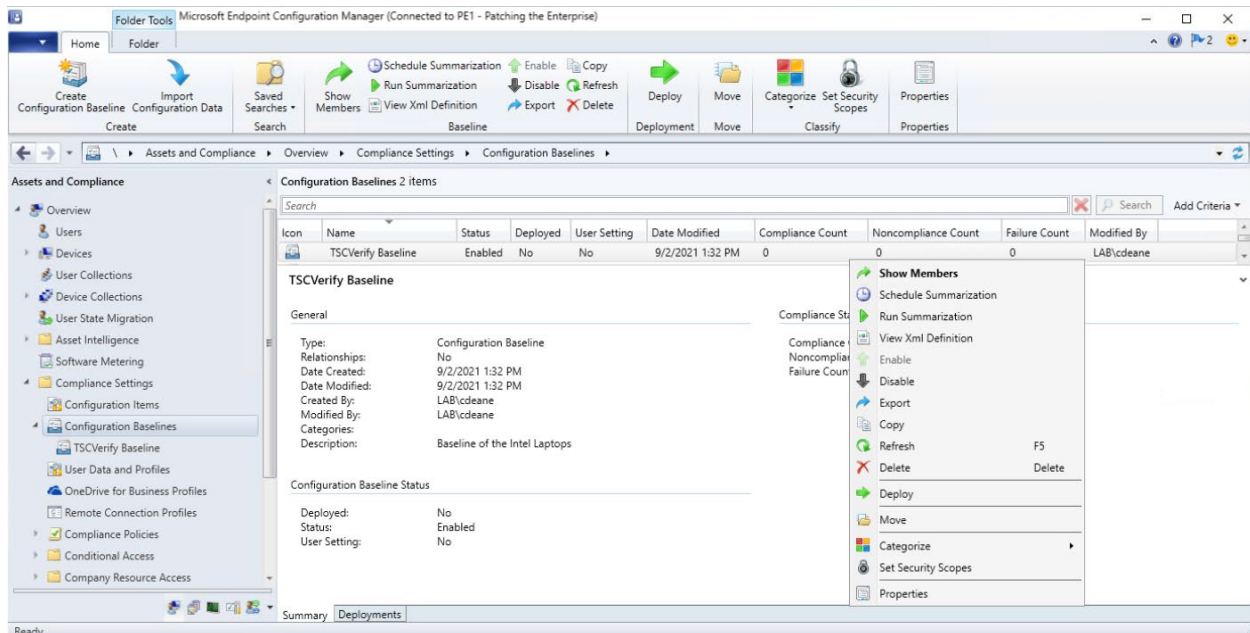 Folder Tools Microsoft Endpoint Configuration Manager (Connected to PE1 - Patching the Enterprise)
Home Folder
2
Create
Configuration Baseline
Import
Configuration Data
Create
Saved
Searches
Search
Show
Members
Schedule Summarization
Run Summarization
View Xml Definition
Enable
Disable
Export
Copy
Refresh
Delete
Baseline
Deploy
Deployment
Move
Move
Categorize
Set Security
Scopes
Classify
Properties
Properties
\ Assets and Compliance Overview Compliance Settings Configuration Baselines
Assets and Compliance
Overview
Users
Devices
User Collections
Device Collections
User State Migration
Asset Intelligence
Software Metering
Compliance Settings
Configuration Items
Configuration Baselines
TSCVerify Baseline
User Data and Profiles
OneDrive for Business Profiles
Remote Connection Profiles
Compliance Policies
Conditional Access
Company Resource Access
Configuration Baselines 2 items
Search Search Add Criteria
Icon Name Status Deployed User Setting Date Modified Compliance Count Noncompliance Count Failure Count Modified By
TSCVerify Baseline Enabled No No 9/2/2021 1:32 PM 0 0 0 LAB\cdeane
TSCVerify Baseline
General
Type: Configuration Baseline
Relationships: No
Date Created: 9/2/2021 1:32 PM
Date Modified: 9/2/2021 1:32 PM
Created By: LAB\cdeane
Modified By: LAB\cdeane
Categories:
Description: Baseline of the Intel Laptops
Configuration Baseline Status
Deployed: No
Status: Enabled
User Setting: No
Compliance Sta
Compliance
Noncomplian
Failure Coun
Show Members
Schedule Summarization
Run Summarization
View Xml Definition
Enable
Disable
Export
Copy
Refresh F5
Delete Delete
Deploy
Move
Categorize
Set Security Scopes
Properties
Summary Deployments
Ready